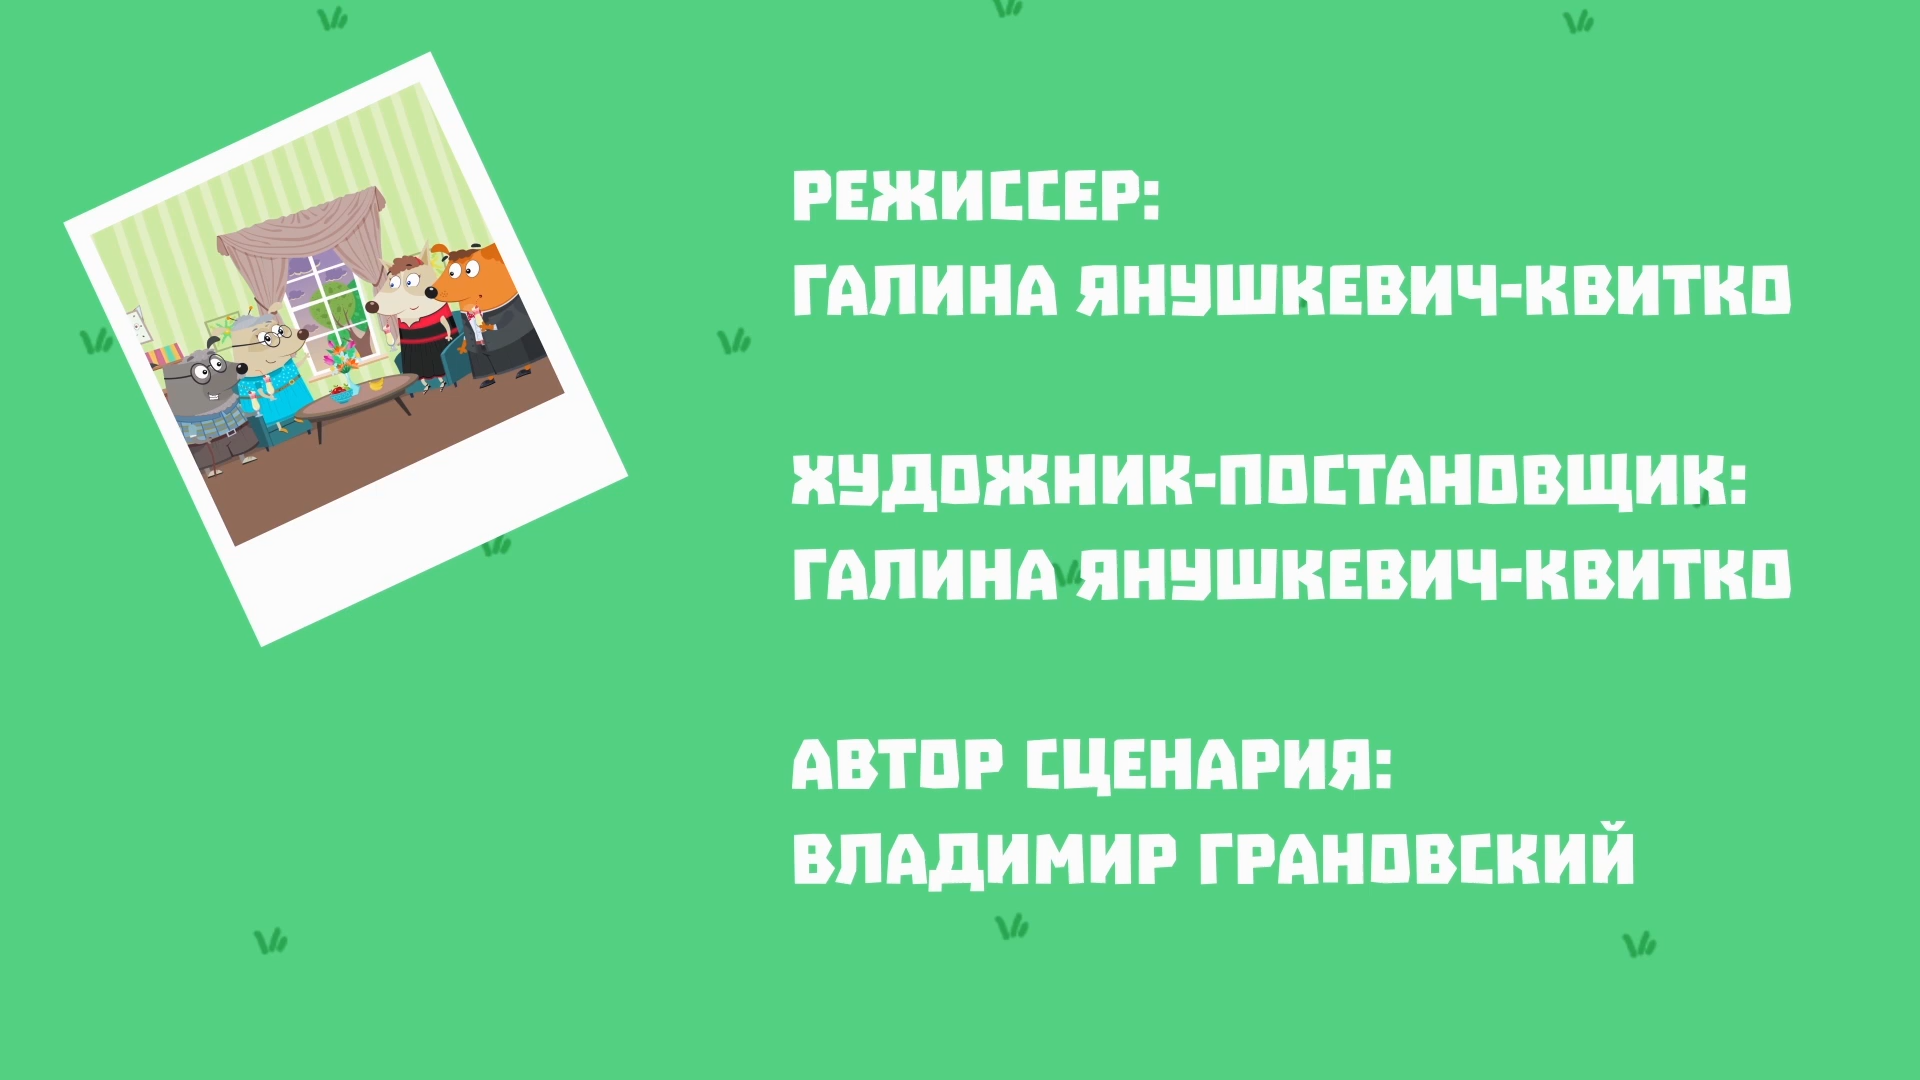 РЕЖИССЕР:
ГАЛИНА ЯНУШКЕВИЧ-КВИТКО
ХУДОЖНИК-ПОСТАНОВЩИК:
ГАЛИНА ЯНУШКЕВИЧ-КВИТКО
АВТОР СЦЕНАРИЯ:
ВЛАДИМИР ГРАНОВСКИЙ